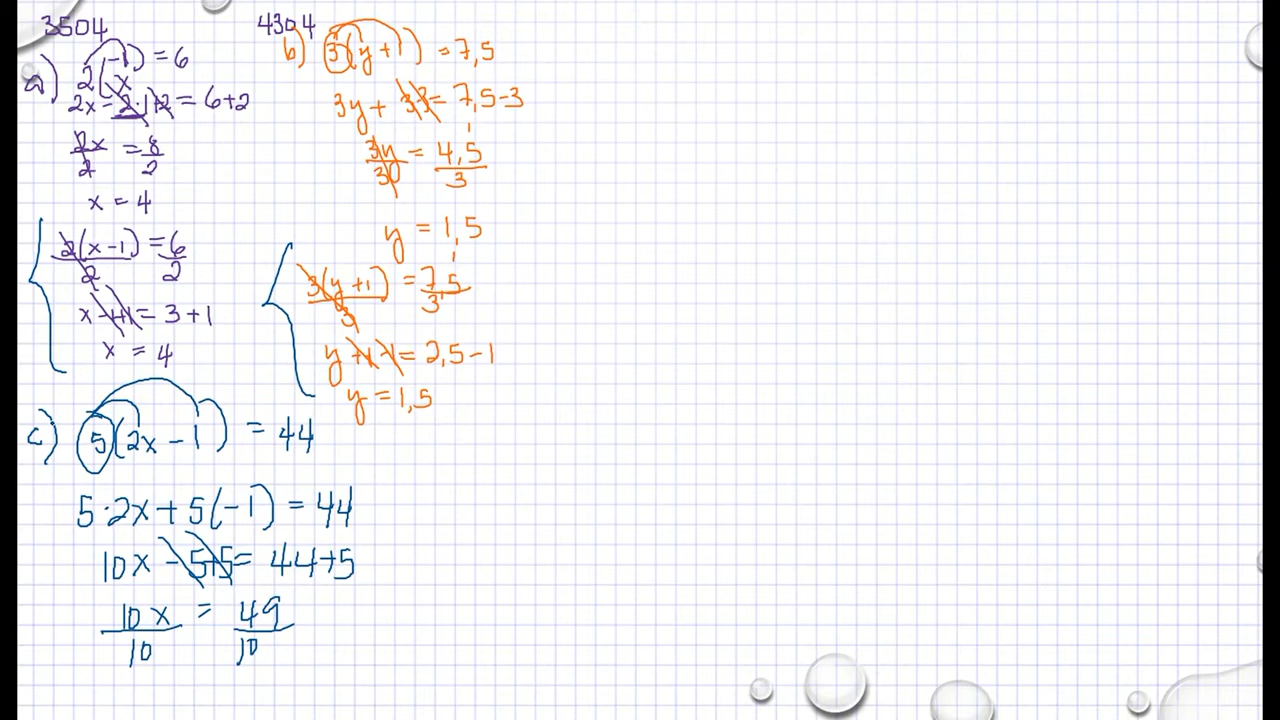 3504
a) 2(x-1) = 6
2x - 2·1+2 = 6+2
2x/2 = 8/2
x = 4
2(x-1)/2 = 6/2
x-1+1 = 3+1
x = 4
4304
b) 3(y+1) = 7,5
3y + 3-3 = 7,5-3
3y/3 = 4,5/3
y = 1,5
3(y+1)/3 = 7,5/3
y+1-1 = 2,5-1
y = 1,5
c) 5(2x-1) = 44
5·2x+5(-1) = 44
10x-5+5 = 44+5
10x/10 = 49/10